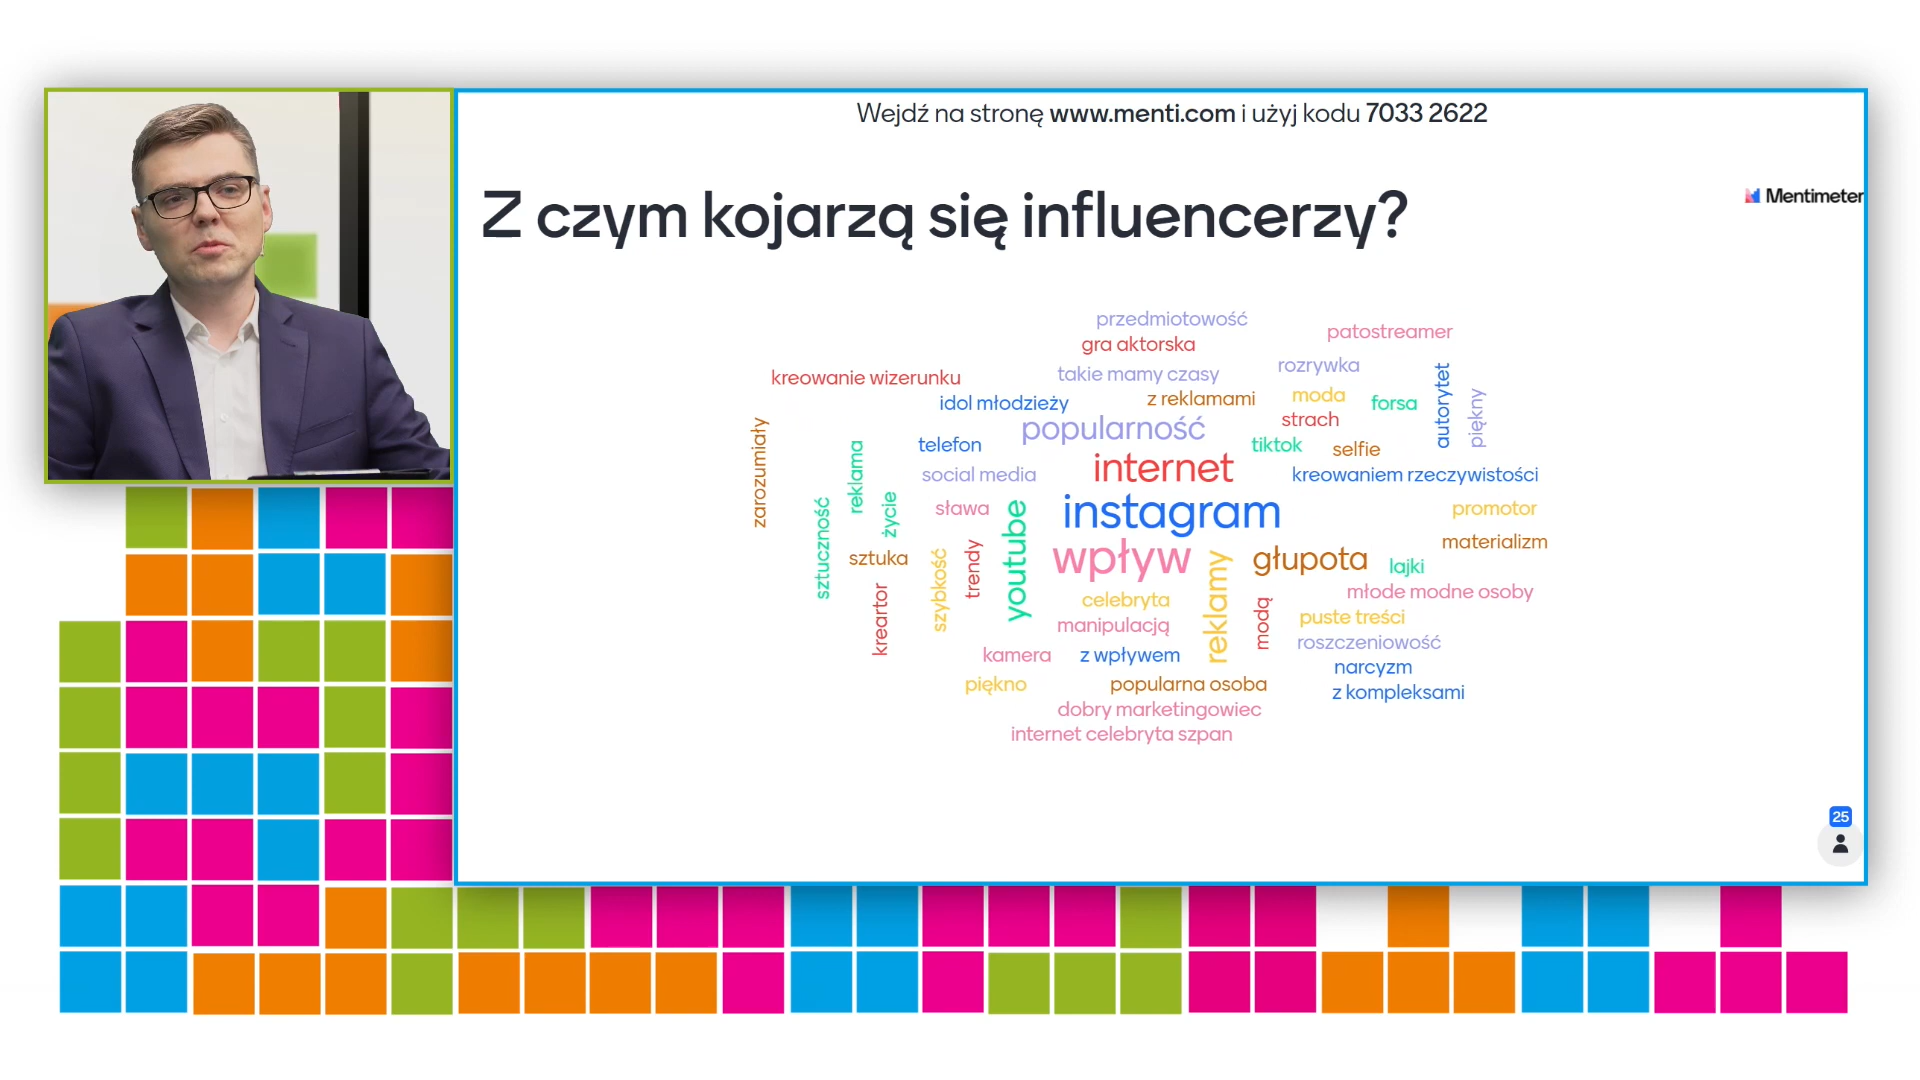 Wejdź na stronę www.menti.com i użyj kodu 7033 2622
Z czym kojarzą się influencerzy?
Mentimeter
przedmiotowość
patostreamer
gra aktorska
rozrywka
takie mamy czasy
kreowanie wizerunku
z reklamami
moda
forsa
autorytet
piękny
idol młodzieży
strach
popularność
zarozumiały
telefon
tiktok
selfie
reklama
internet
social media
kreowaniem rzeczywistości
życie
sława
instagram
promotor
sztuczność
youtube
materializm
sztuka
szybkość
trendy
wpływ
głupota
lajki
młode modne osoby
kreartor
celebryta
reklamy
modą
puste treści
manipulacją
roszczeniowość
kamera
z wpływem
narcyzm
piękno
popularna osoba
z kompleksami
dobry marketingowiec
internet celebryta szpan
25